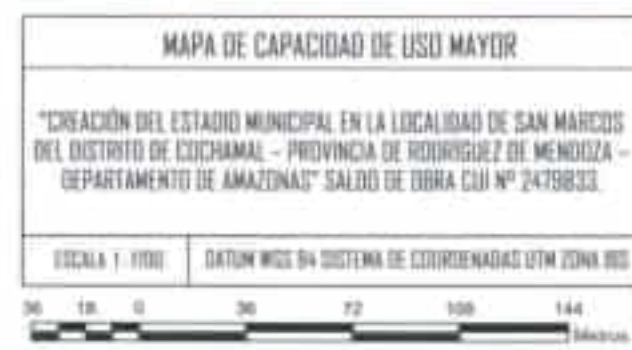 MAPA DE CAPACIDAD DE USO MAYOR
"CREACIÓN DEL ESTADIO MUNICIPAL EN LA LOCALIDAD DE SAN MARCOS
DEL DISTRITO DE COCHAMAL – PROVINCIA DE RODRIGUEZ DE MENDOZA –
DEPARTAMENTO DE AMAZONAS" SALDO DE OBRA CUI Nº 2479833.
ESCALA 1:1700 DATUM WGS 84 SISTEMA DE COORDENADAS UTM ZONA 18S
36 18 0 36 72 108 144
Metros